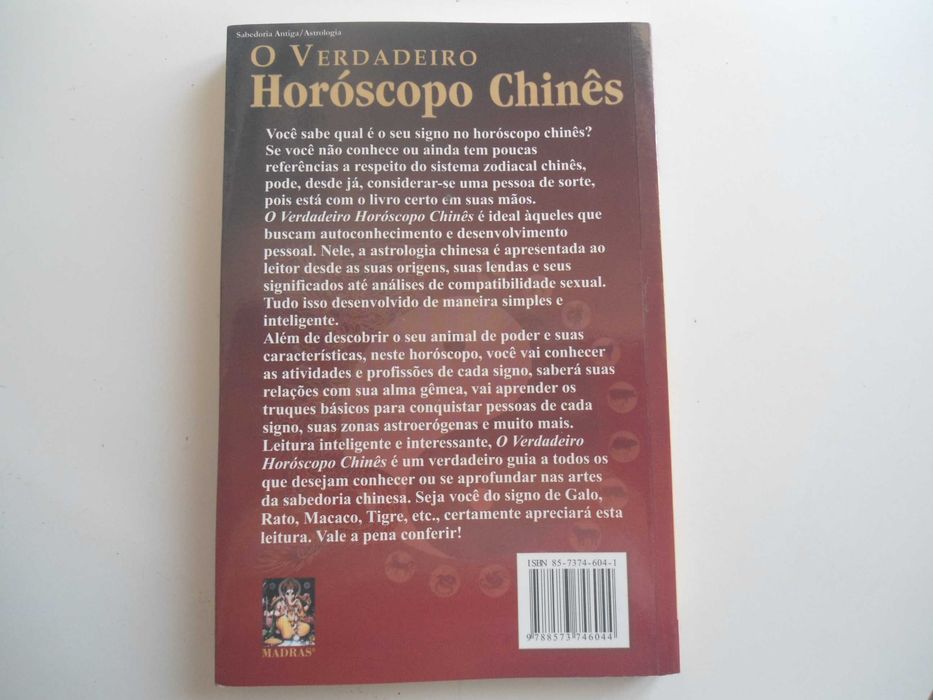 Sabedoria Antiga/Astrologia
O VERDADEIRO
Horóscopo Chinês
Você sabe qual é o seu signo no horóscopo chinês?
Se você não conhece ou ainda tem poucas
referências a respeito do sistema zodiacal chinês,
pode, desde já, considerar-se uma pessoa de sorte,
pois está com o livro certo em suas mãos.
O Verdadeiro Horóscopo Chinês é ideal àqueles que
buscam autoconhecimento e desenvolvimento
pessoal. Nele, a astrologia chinesa é apresentada ao
leitor desde as suas origens, suas lendas e seus
significados até análises de compatibilidade sexual.
Tudo isso desenvolvido de maneira simples e
inteligente.
Além de descobrir o seu animal de poder e suas
características, neste horóscopo, você vai conhecer
as atividades e profissões de cada signo, saberá suas
relações com sua alma gêmea, vai aprender os
truques básicos para conquistar pessoas de cada
signo, suas zonas astroerógenas e muito mais.
Leitura inteligente e interessante, O Verdadeiro
Horóscopo Chinês é um verdadeiro guia a todos os
que desejam conhecer ou se aprofundar nas artes
da sabedoria chinesa. Seja você do signo de Galo,
Rato, Macaco, Tigre, etc., certamente apreciará esta
leitura. Vale a pena conferir!
ISBN 85-7374-604-1
9 788573 746044
MADRAS®